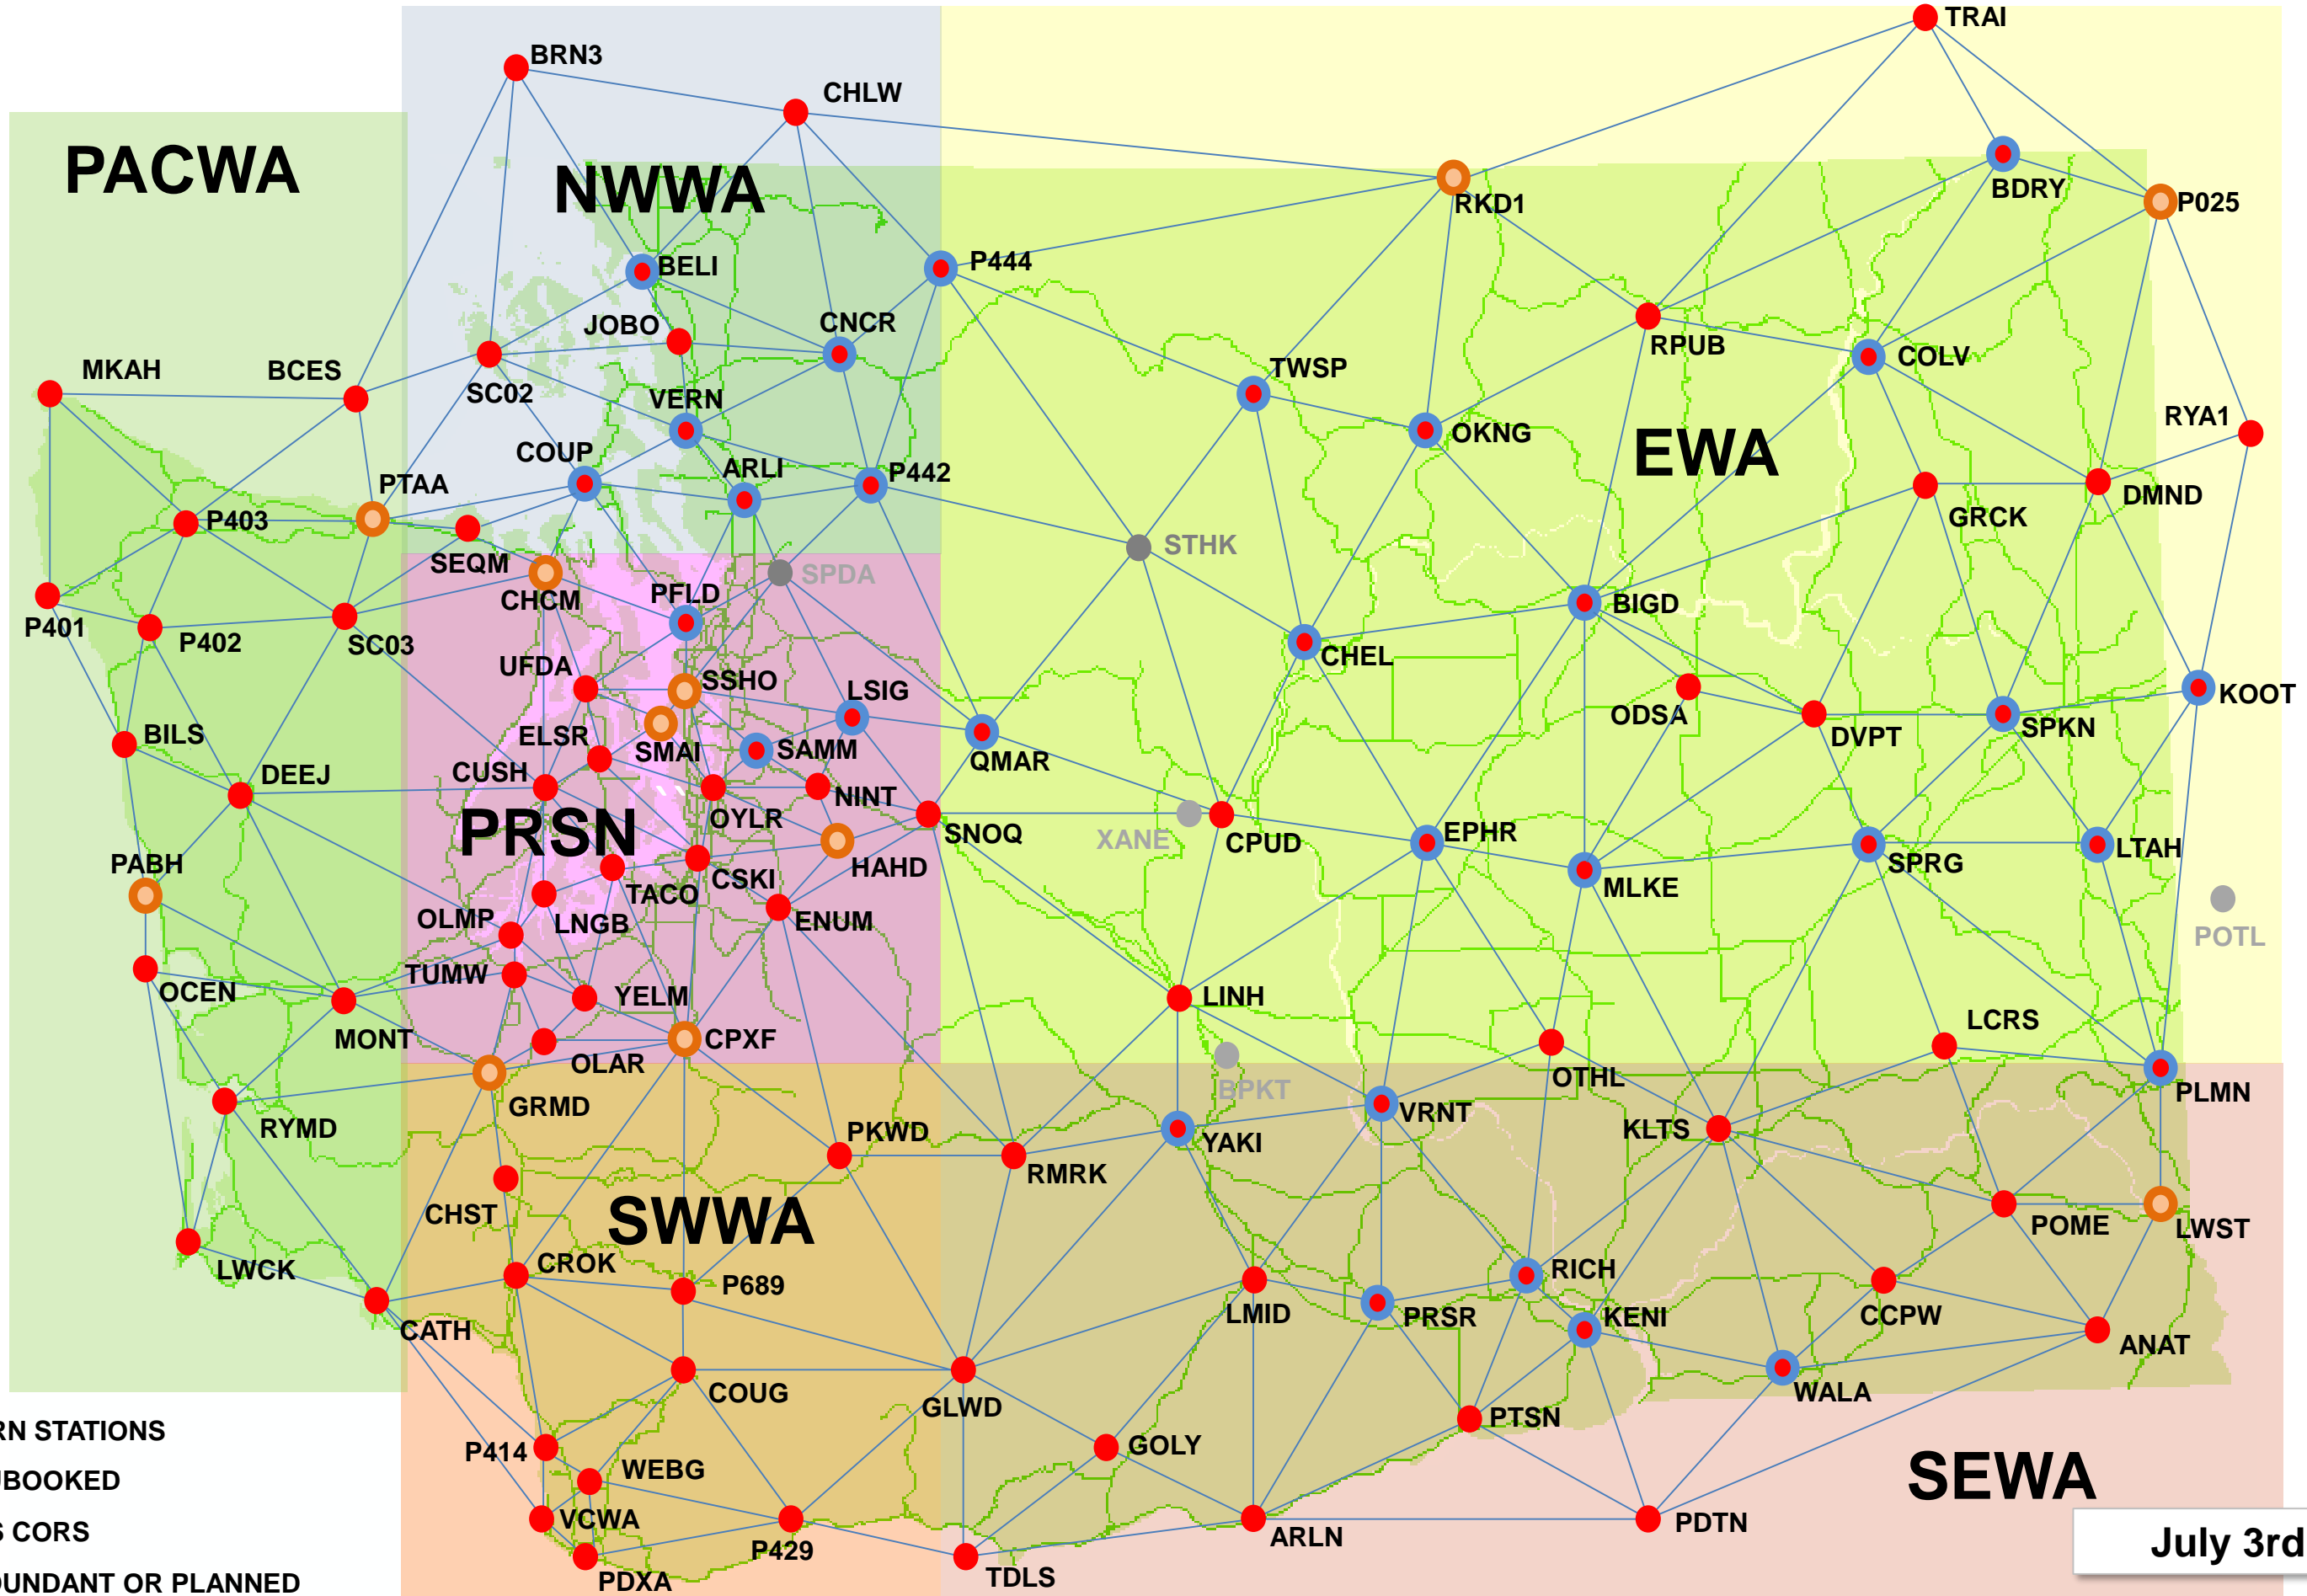 TRAI
BRN3
CHLW
PACWA
NWWA
BDRY
RKD1
P025
BELI
P444
JOBO
CNCR
RPUB
COLV
MKAH
BCES
SC02
TWSP
VERN
RYA1
OKNG
EWA
COUP
ARLI
P442
PTAA
DMND
P403
GRCK
STHK
SEQM
SPDA
CHCM
PFLD
BIGD
P401
P402
SC03
CHEL
UFDA
SSHO
LSIG
KOOT
ODSA
BILS
ELSR
SMAI
SAMM
DVPT
SPKN
QMAR
DEEJ
CUSH
NINT
OYLR
PRSN
SNOQ
XANE
CPUD
EPHR
LTAH
PABH
HAHD
SPRG
CSKI
MLKE
TACO
OLMP
LNGB
ENUM
POTL
TUMW
OCEN
YELM
LINH
LCRS
MONT
CPXF
OLAR
OTHL
BPKT
PLMN
GRMD
VRNT
RYMD
PKWD
KLTS
YAKI
RMRK
CHST
SWWA
POME
LWST
LWCK
CROK
RICH
P689
LMID
PRSR
KENI
CCPW
CATH
ANAT
COUG
WALA
GLWD
PTSN
RN STATIONS
P414
GOLY
WEBG
UBOOKED
SEWA
VCWA
PDTN
S CORS
ARLN
P429
July 3rd
TDLS
PDXA
DUNDANT OR PLANNED